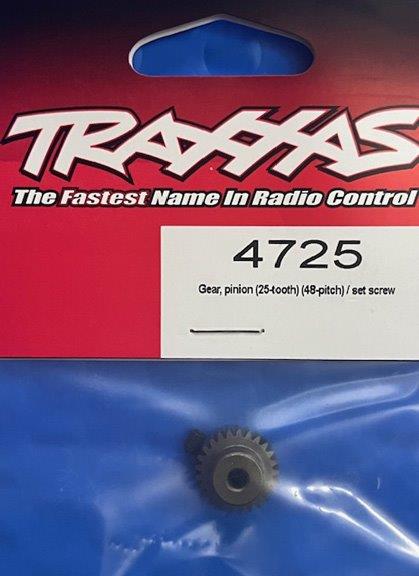 TRAXXAS
The Fastest Name In Radio Control
4725
Gear, pinion (25-tooth) (48-pitch) / set screw